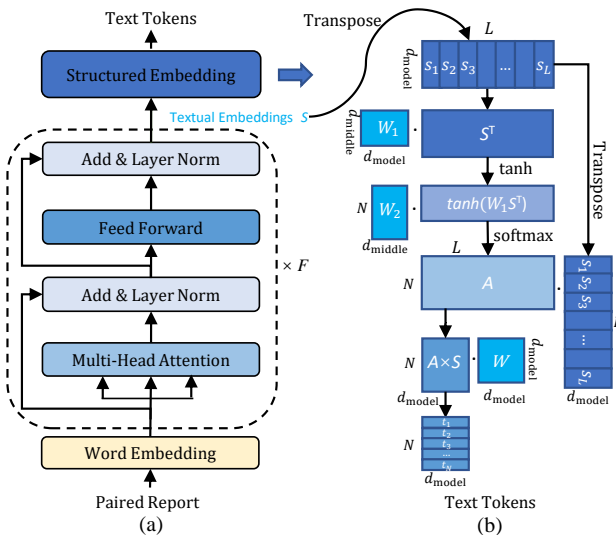 Text Tokens
Structured Embedding
Textual Embeddings S
Add & Layer Norm
Feed Forward
× F
Add & Layer Norm
Multi-Head Attention
Word Embedding
Paired Report
(a)
Transpose
L
d_model
s_1 s_2 s_3 ... s_L
d_middle
W_1 · S^T
d_model
tanh
Transpose
N
W_2 · tanh(W_1 S^T)
d_middle
softmax
L
N
A ·
s_1
s_2
s_3
...
s_L
d_model
N
A×S · W
d_model
d_model
d_model
N
t_1
t_2
t_3
...
t_N
d_model
Text Tokens
(b)